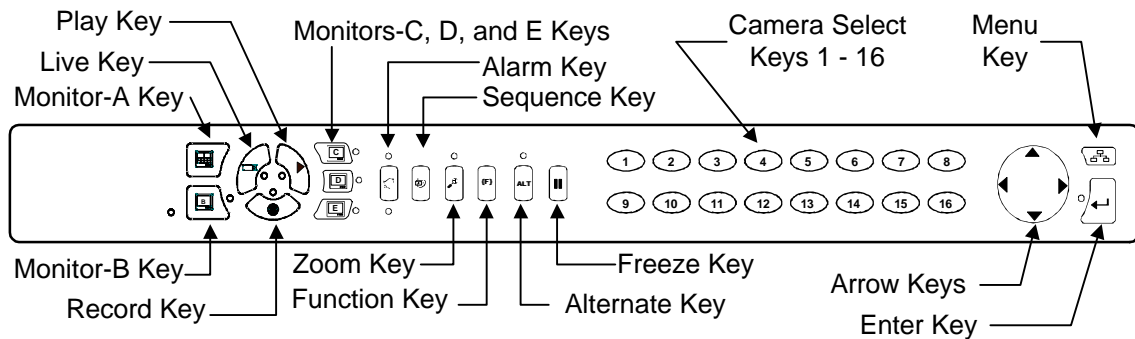 Play Key
Monitors-C, D, and E Keys
Camera Select
Keys 1 - 16
Menu
Key
Live Key
Alarm Key
Monitor-A Key
Sequence Key
C
D
E
B
(F)
ALT
1 2 3 4 5 6 7 8
9 10 11 12 13 14 15 16
Monitor-B Key
Zoom Key
Freeze Key
Record Key
Function Key
Alternate Key
Arrow Keys
Enter Key